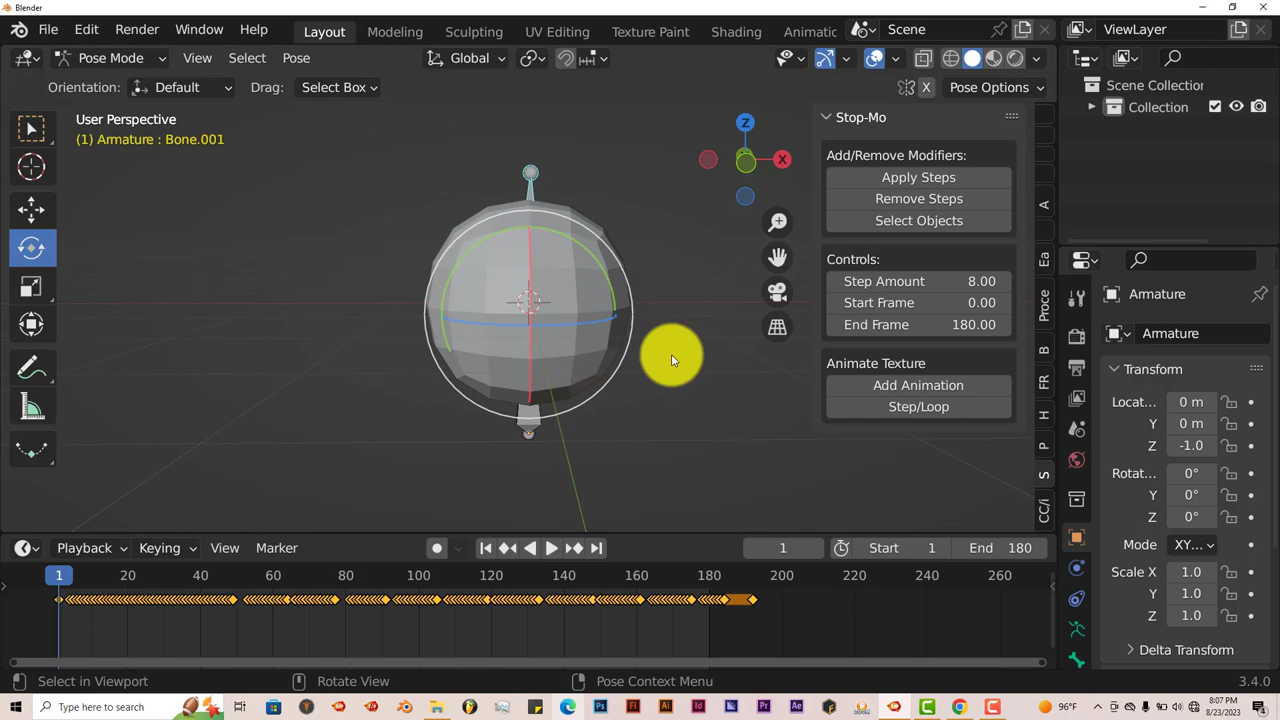 Blender
File Edit Render Window Help
Layout Modeling Sculpting UV Editing Texture Paint Shading Animatic
Scene
ViewLayer
Pose Mode View Select Pose
Global
Orientation: Default Drag: Select Box
X Pose Options
User Perspective
(1) Armature : Bone.001
Z
X
Stop-Mo
Add/Remove Modifiers:
Apply Steps
Remove Steps
Select Objects
Controls:
Step Amount 8.00
Start Frame 0.00
End Frame 180.00
Animate Texture
Add Animation
Step/Loop
A
Ea
Proce
B
FR
H
P
S
CC/i
Scene Collection
Collection
Armature
Armature
Transform
Locat... 0 m
Y 0 m
Z -1.0
Rotat... 0°
Y 0°
Z 0°
Mode XY...
Scale X 1.0
Y 1.0
Z 1.0
Delta Transform
Playback Keying View Marker
1
Start 1 End 180
1 20 40 60 80 100 120 140 160 180 200 220 240 260
Select in Viewport Rotate View Pose Context Menu
3.4.0
Type here to search
96°F
8:07 PM
8/23/2023